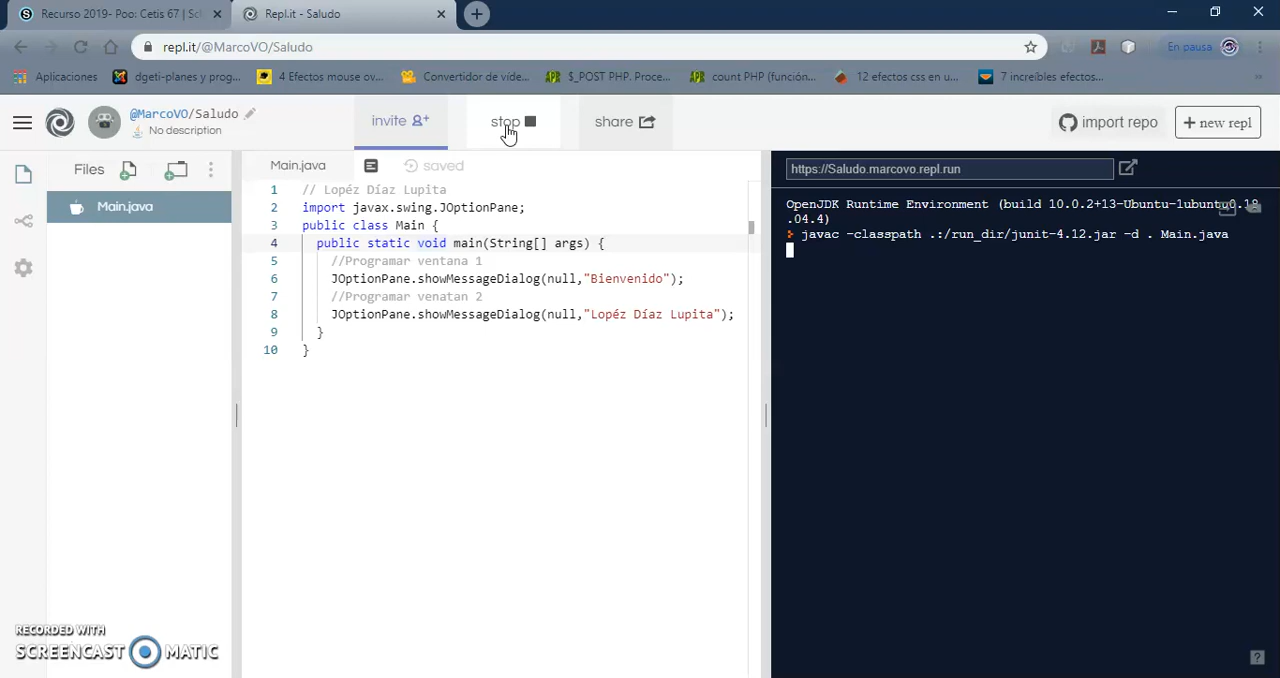 Recurso 2019- Poo: Cetis 67 | Sc
Repl.it - Saludo
repl.it/@MarcoVO/Saludo
En pausa
Aplicaciones
dgeti-planes y prog...
4 Efectos mouse ov...
Convertidor de víde...
$_POST PHP. Proce...
count PHP (función...
12 efectos css en u...
7 increíbles efectos...
@MarcoVO/Saludo
No description
invite
stop
share
import repo
+ new repl
Files
Main.java
Main.java
saved
https://Saludo.marcovo.repl.run
1 // Lopéz Díaz Lupita
2 import javax.swing.JOptionPane;
3 public class Main {
4 public static void main(String[] args) {
5 //Programar ventana 1
6 JOptionPane.showMessageDialog(null,"Bienvenido");
7 //Programar venatan 2
8 JOptionPane.showMessageDialog(null,"Lopéz Díaz Lupita");
9 }
10 }
OpenJDK Runtime Environment (build 10.0.2+13-Ubuntu-1ubuntu0.18
.04.4)
javac -classpath .:/run_dir/junit-4.12.jar -d . Main.java
RECORDED WITH
SCREENCAST MATIC
?